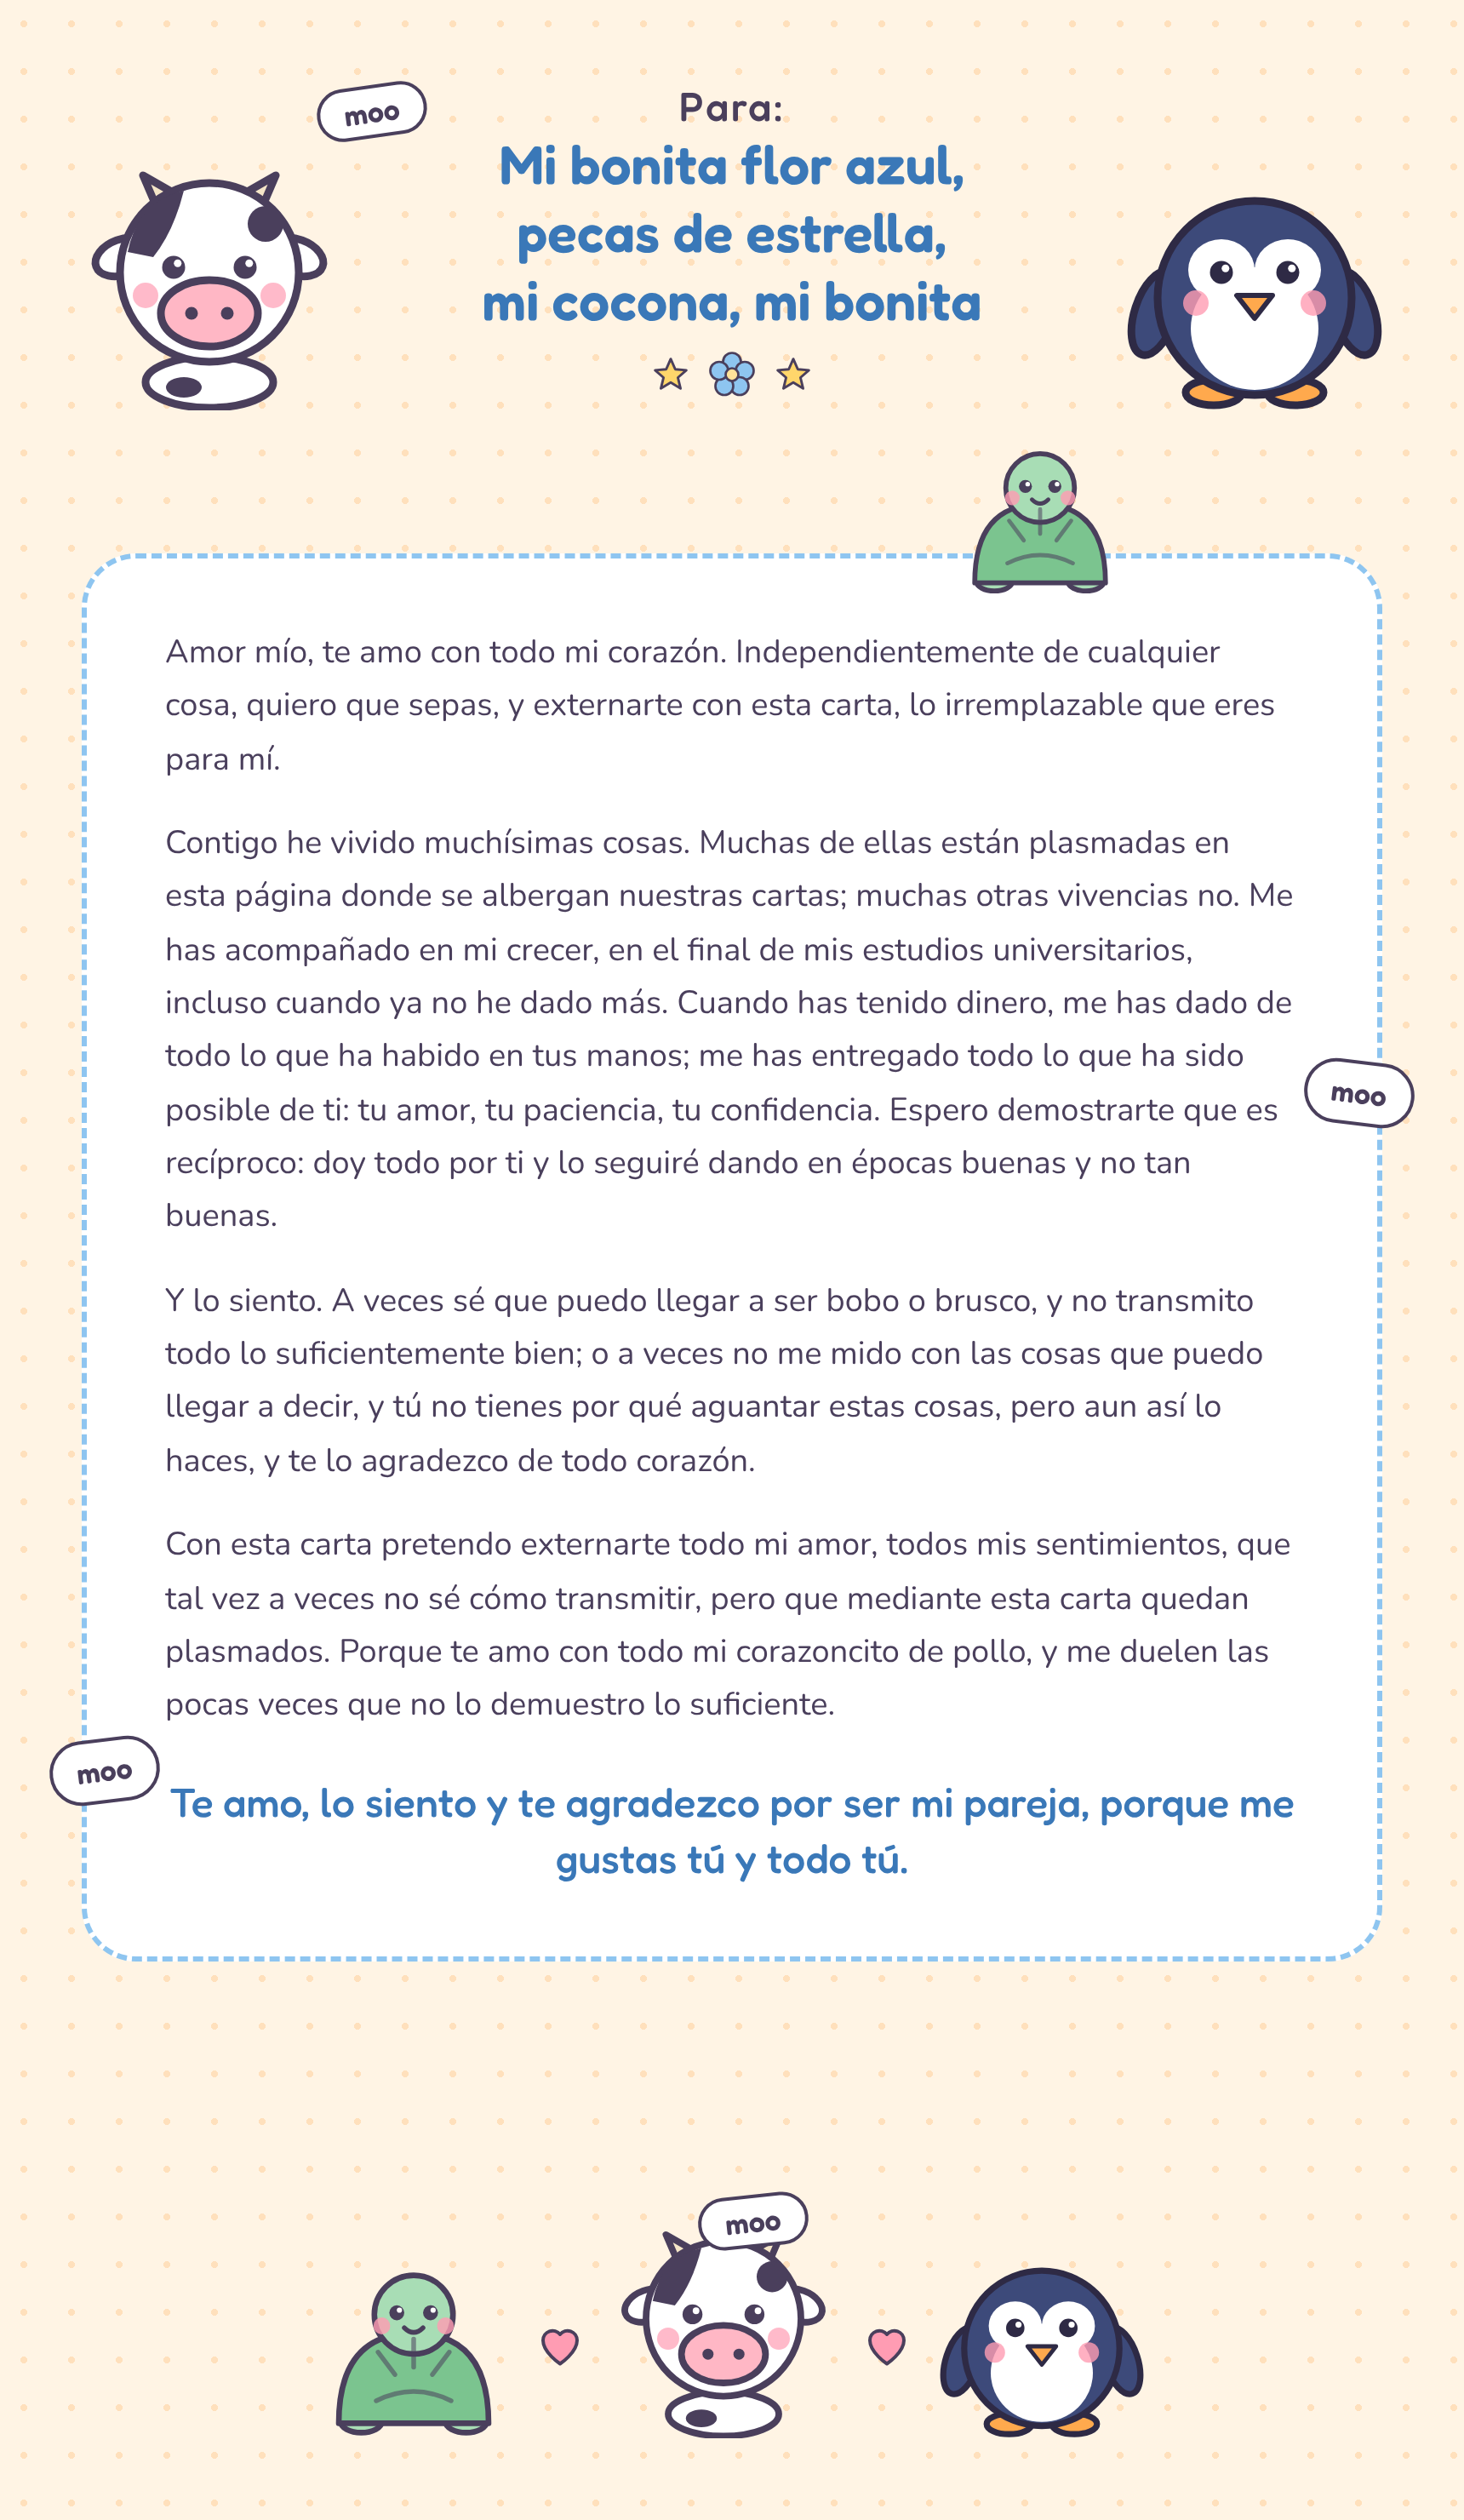 moo
Para:
Mi bonita flor azul,
pecas de estrella,
mi cocona, mi bonita
Amor mío, te amo con todo mi corazón. Independientemente de cualquier
cosa, quiero que sepas, y externarte con esta carta, lo irremplazable que eres
para mí.
Contigo he vivido muchísimas cosas. Muchas de ellas están plasmadas en
esta página donde se albergan nuestras cartas; muchas otras vivencias no. Me
has acompañado en mi crecer, en el final de mis estudios universitarios,
incluso cuando ya no he dado más. Cuando has tenido dinero, me has dado de
todo lo que ha habido en tus manos; me has entregado todo lo que ha sido
posible de ti: tu amor, tu paciencia, tu confidencia. Espero demostrarte que es
moo
recíproco: doy todo por ti y lo seguiré dando en épocas buenas y no tan
buenas.
Y lo siento. A veces sé que puedo llegar a ser bobo o brusco, y no transmito
todo lo suficientemente bien; o a veces no me mido con las cosas que puedo
llegar a decir, y tú no tienes por qué aguantar estas cosas, pero aun así lo
haces, y te lo agradezco de todo corazón.
Con esta carta pretendo externarte todo mi amor, todos mis sentimientos, que
tal vez a veces no sé cómo transmitir, pero que mediante esta carta quedan
plasmados. Porque te amo con todo mi corazoncito de pollo, y me duelen las
pocas veces que no lo demuestro lo suficiente.
moo
Te amo, lo siento y te agradezco por ser mi pareja, porque me
gustas tú y todo tú.
moo